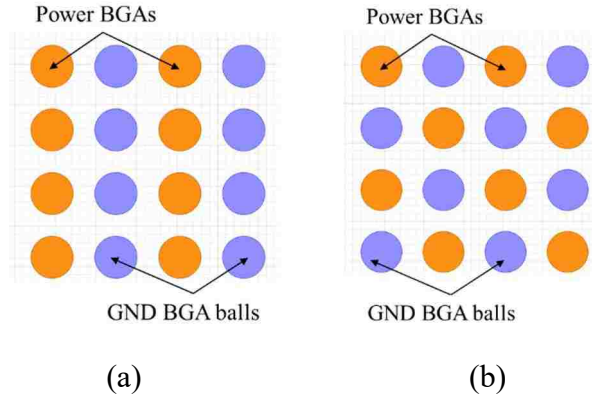 Power BGAs
Power BGAs
GND BGA balls
GND BGA balls
(a)
(b)